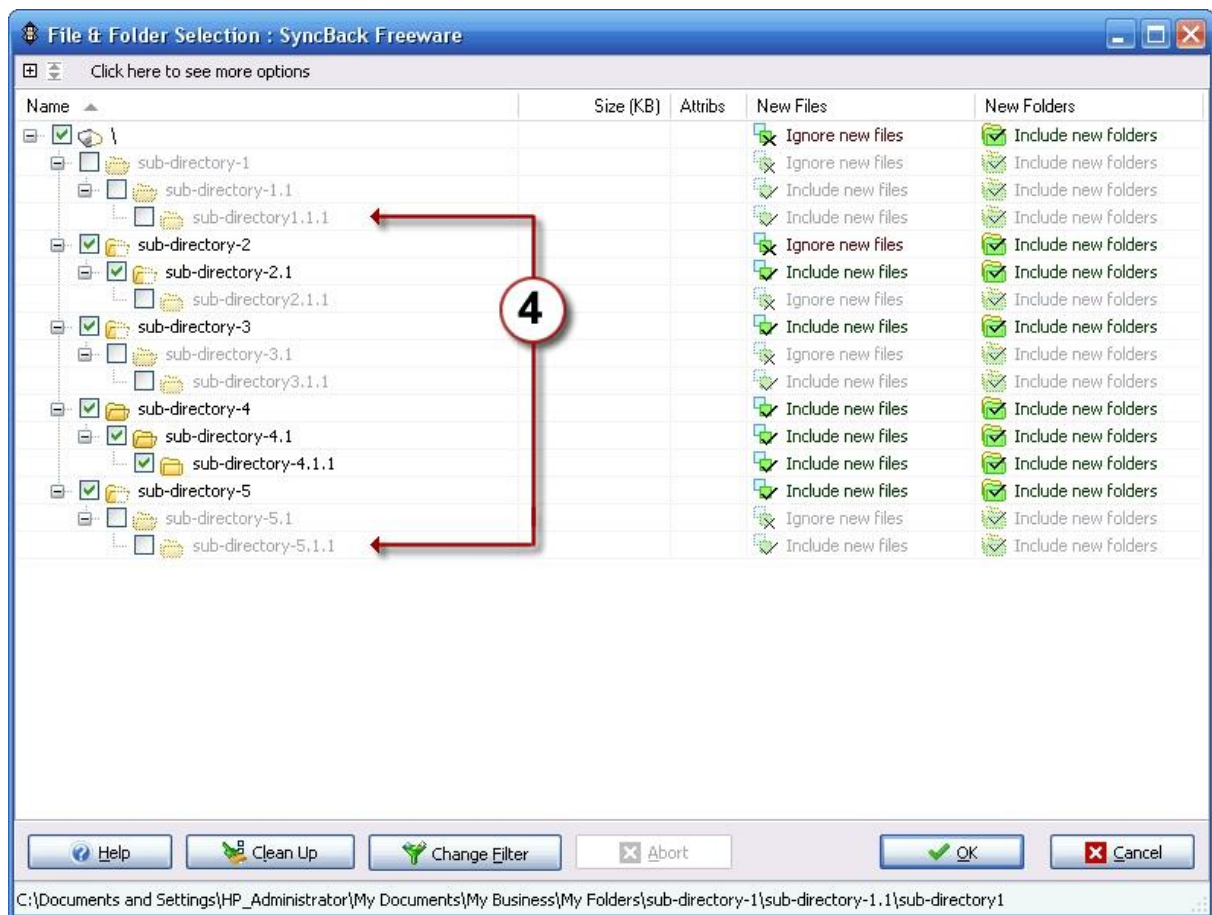 File & Folder Selection : SyncBack Freeware
Click here to see more options
Name Size (KB) Attribs New Files New Folders
\ Ignore new files Include new folders
sub-directory-1 Ignore new files Include new folders
sub-directory-1.1 Include new files Include new folders
sub-directory1.1.1 Include new files Include new folders
sub-directory-2 Ignore new files Include new folders
sub-directory-2.1 Include new files Include new folders
sub-directory2.1.1 Ignore new files Include new folders
4
sub-directory-3 Include new files Include new folders
sub-directory-3.1 Ignore new files Include new folders
sub-directory3.1.1 Include new files Include new folders
sub-directory-4 Include new files Include new folders
sub-directory-4.1 Include new files Include new folders
sub-directory-4.1.1 Include new files Include new folders
sub-directory-5 Include new files Include new folders
sub-directory-5.1 Ignore new files Include new folders
sub-directory-5.1.1 Include new files Include new folders
Help Clean Up Change Filter Abort OK Cancel
C:\Documents and Settings\HP_Administrator\My Documents\My Business\My Folders\sub-directory-1\sub-directory-1.1\sub-directory1